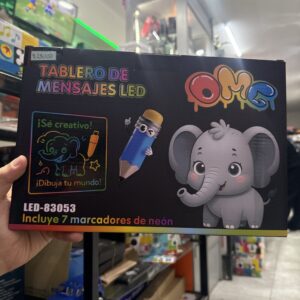 TABLERO DE
MENSAJES LED
OMG
¡Sé creativo!
¡Dibuja tu mundo!
LED-83053
Incluye 7 marcadores de neón